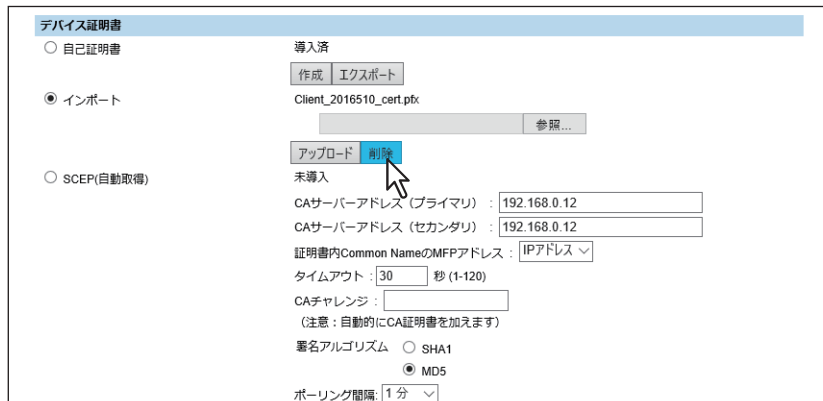 デバイス証明書
自己証明書 導入済
作成 エクスポート
インポート Client_2016510_cert.pfx
参照...
アップロード 削除
SCEP(自動取得) 未導入
CAサーバーアドレス（プライマリ） : 192.168.0.12
CAサーバーアドレス（セカンダリ） : 192.168.0.12
証明書内Common NameのMFPアドレス : IPアドレス
タイムアウト : 30 秒 (1-120)
CAチャレンジ :
（注意：自動的にCA証明書を加えます）
署名アルゴリズム SHA1
MD5
ポーリング間隔: 1 分